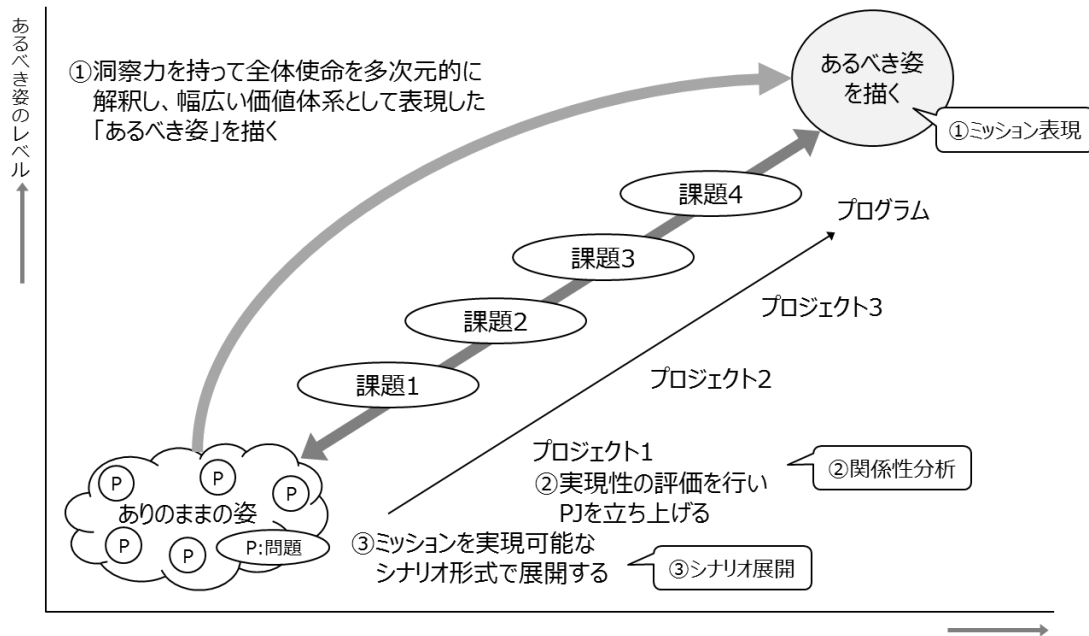 あるべき姿のレベル
①洞察力を持って全体使命を多次元的に
解釈し、幅広い価値体系として表現した
「あるべき姿」を描く
あるべき姿
を描く
①ミッション表現
課題4
プログラム
課題3
プロジェクト3
課題2
プロジェクト2
課題1
プロジェクト1
②実現性の評価を行い
PJを立ち上げる
②関係性分析
P
P
P
P
ありのままの姿
P
P
P:問題
③ミッションを実現可能な
シナリオ形式で展開する
③シナリオ展開